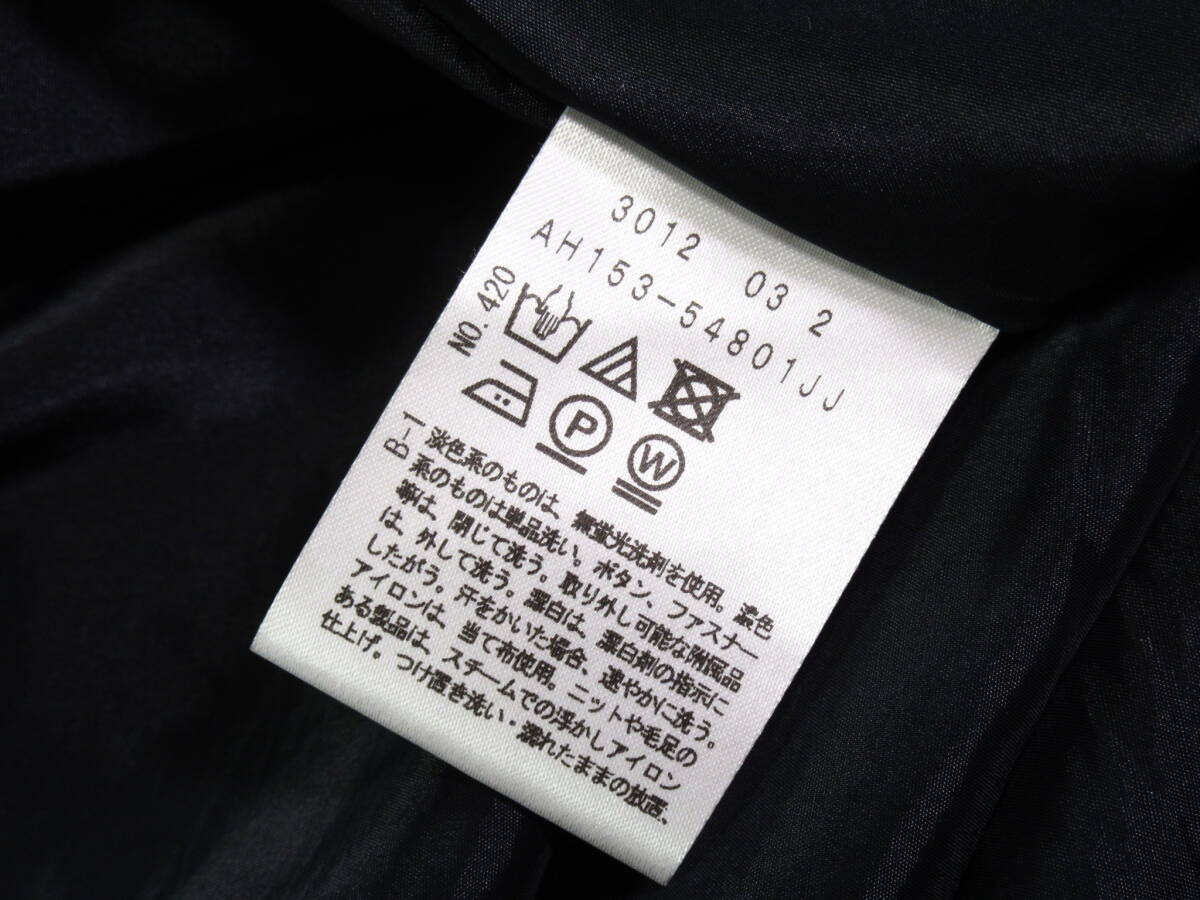 3012 03 2
AH153-54801JJ
NO. 420
P
W
B-1
淡色系のものは、無蛍光洗剤を使用。濃色
系のものは単品洗い。ボタン、ファスナー
等は、閉じて洗う。取り外し可能な附属品
は、外して洗う。漂白は、漂白剤の指示に
したがう。汗をかいた場合、速やかに洗う。
アイロンは、当て布使用。ニットや毛足の
ある製品は、スチームでの浮かしアイロン
仕上げ。つけ置き洗い・濡れたままの放置、